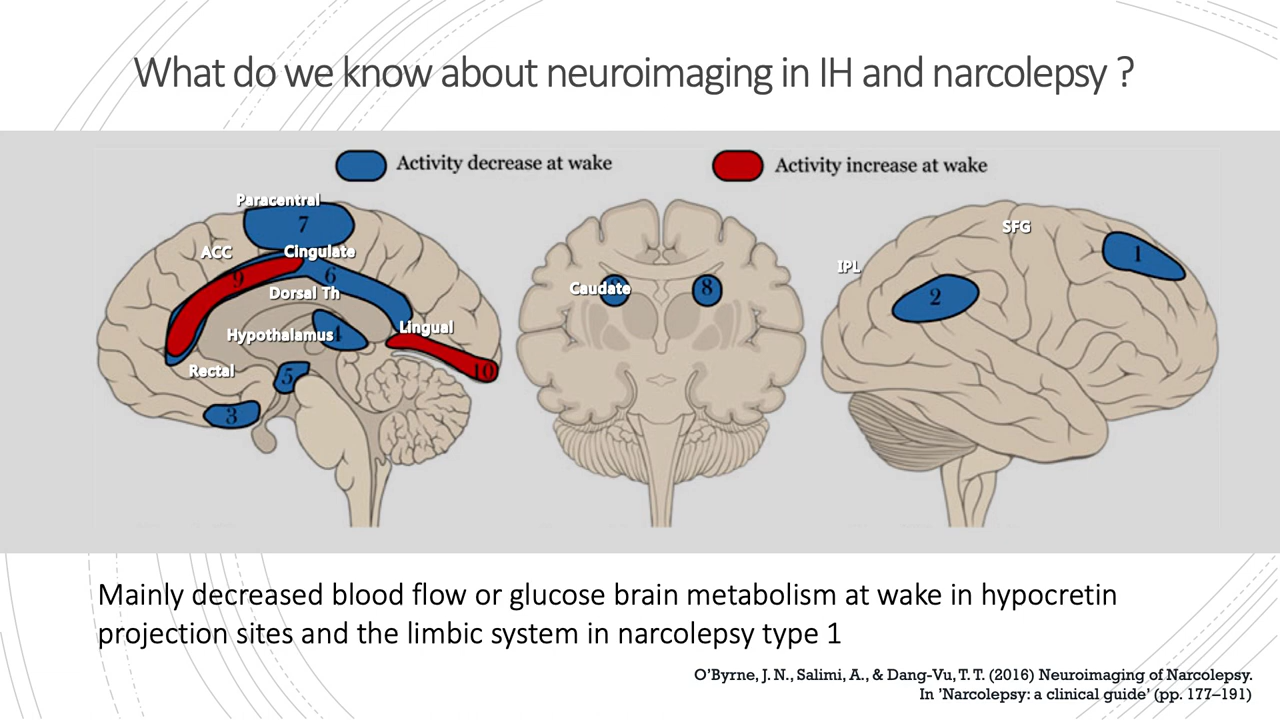 What do we know about neuroimaging in IH and narcolepsy ?
Activity decrease at wake
Activity increase at wake
Paracentral
7
ACC
Cingulate
9
6
Dorsal Th
Hypothalamus
4
Lingual
Rectal
5
10
3
Caudate
8
SFG
1
IPL
2
Mainly decreased blood flow or glucose brain metabolism at wake in hypocretin
projection sites and the limbic system in narcolepsy type 1
O’Byrne, J. N., Salimi, A., & Dang-Vu, T. T. (2016) Neuroimaging of Narcolepsy.
In ’Narcolepsy: a clinical guide’ (pp. 177–191)